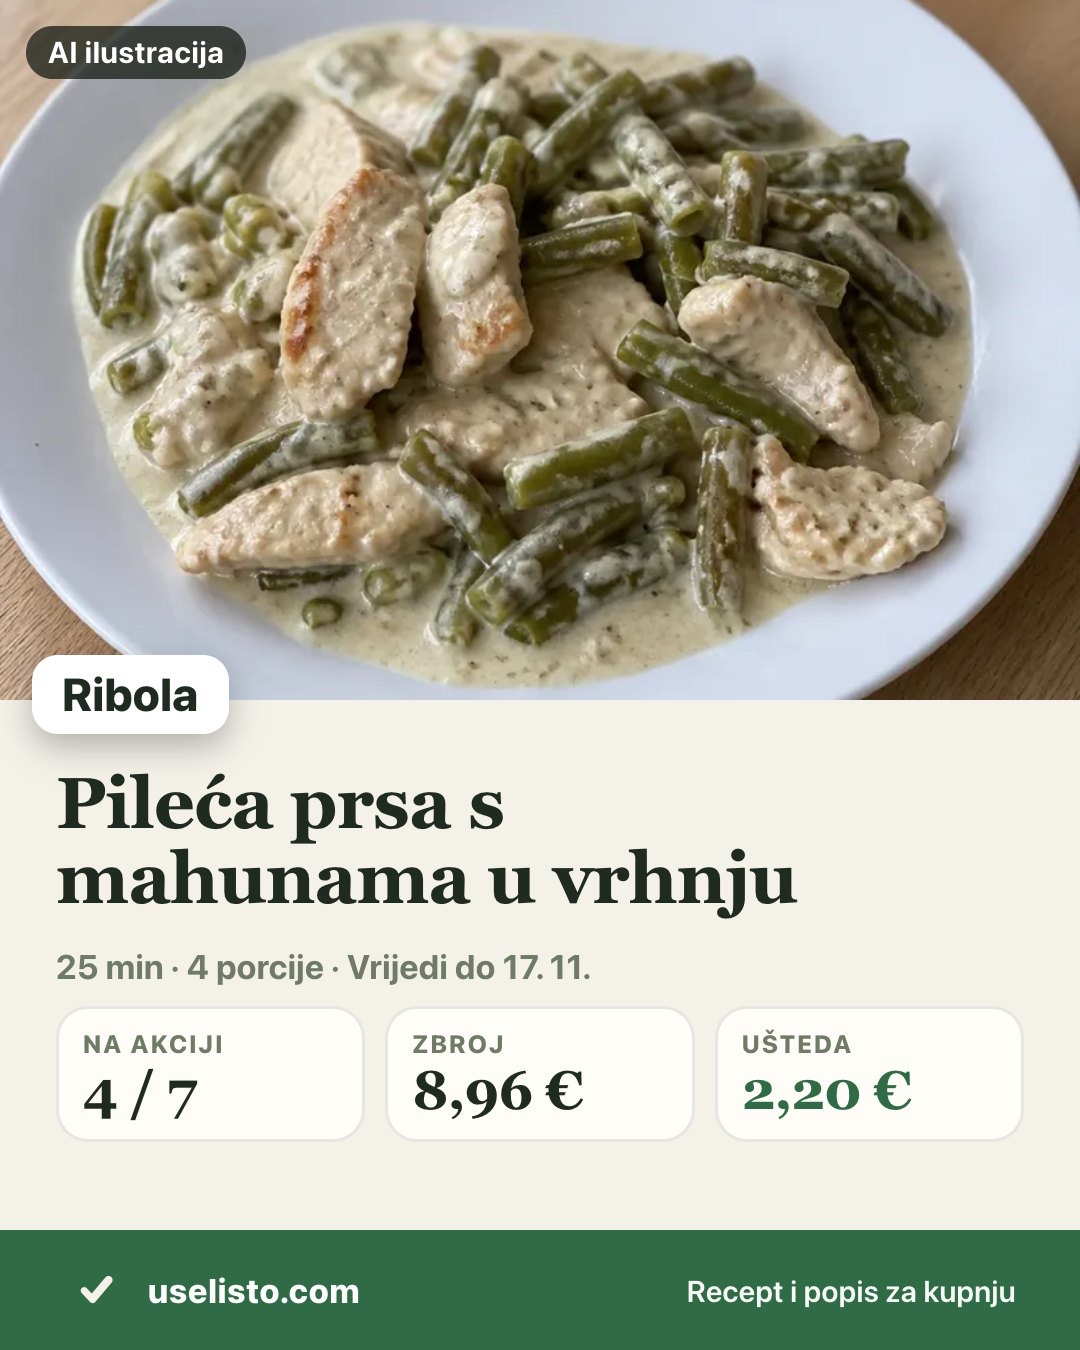 AI ilustracija
Ribola
Pileća prsa s
mahunama u vrhnju
25 min · 4 porcije · Vrijedi do 17. 11.
NA AKCIJI
4 / 7
ZBROJ
8,96 €
UŠTEDA
2,20 €
uselisto.com
Recept i popis za kupnju